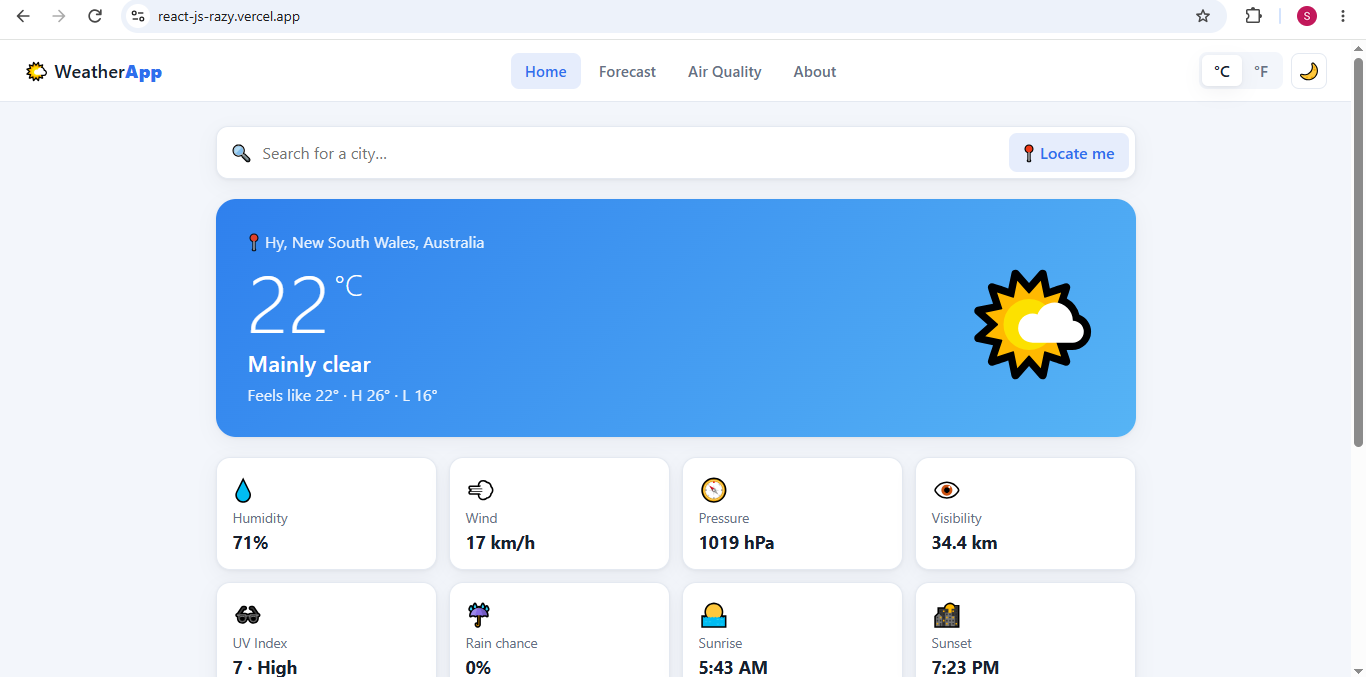 react-js-razy.vercel.app
S
WeatherApp
Home Forecast Air Quality About
°C °F
Search for a city...
Locate me
Hy, New South Wales, Australia
22 °C
Mainly clear
Feels like 22° · H 26° · L 16°
Humidity
71%
Wind
17 km/h
Pressure
1019 hPa
Visibility
34.4 km
UV Index
7 · High
Rain chance
0%
Sunrise
5:43 AM
Sunset
7:23 PM